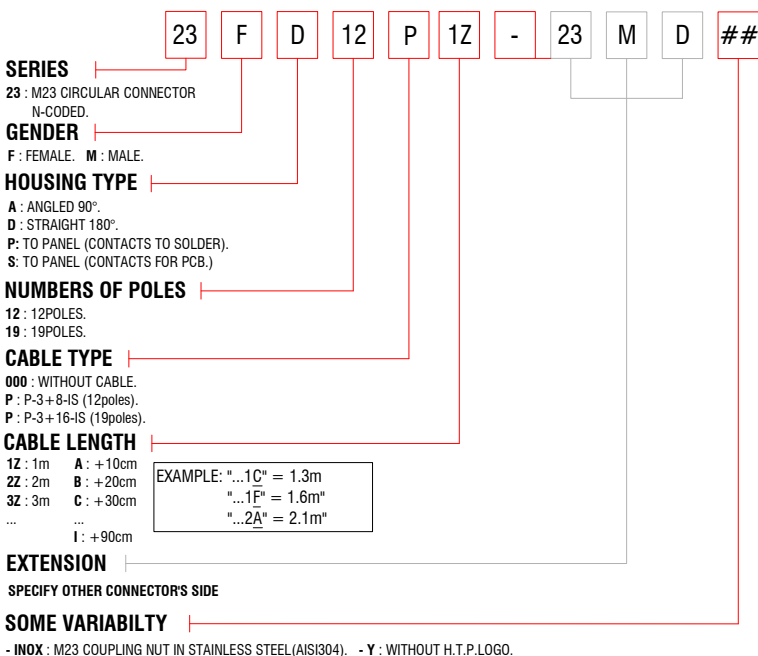 23 F D 12 P 1Z - 23 M D ##
SERIES
23 : M23 CIRCULAR CONNECTOR
N-CODED.
GENDER
F : FEMALE. M : MALE.
HOUSING TYPE
A : ANGLED 90°.
D : STRAIGHT 180°.
P: TO PANEL (CONTACTS TO SOLDER).
S: TO PANEL (CONTACTS FOR PCB.)
NUMBERS OF POLES
12 : 12POLES.
19 : 19POLES.
CABLE TYPE
000 : WITHOUT CABLE.
P : P-3+8-IS (12poles).
P : P-3+16-IS (19poles).
CABLE LENGTH
1Z : 1m A : +10cm
2Z : 2m B : +20cm
3Z : 3m C : +30cm
... ...
I : +90cm
EXAMPLE: "...1C" = 1.3m
"...1F" = 1.6m"
"...2A" = 2.1m"
EXTENSION
SPECIFY OTHER CONNECTOR'S SIDE
SOME VARIABILTY
- INOX : M23 COUPLING NUT IN STAINLESS STEEL(AISI304). - Y : WITHOUT H.T.P.LOGO.